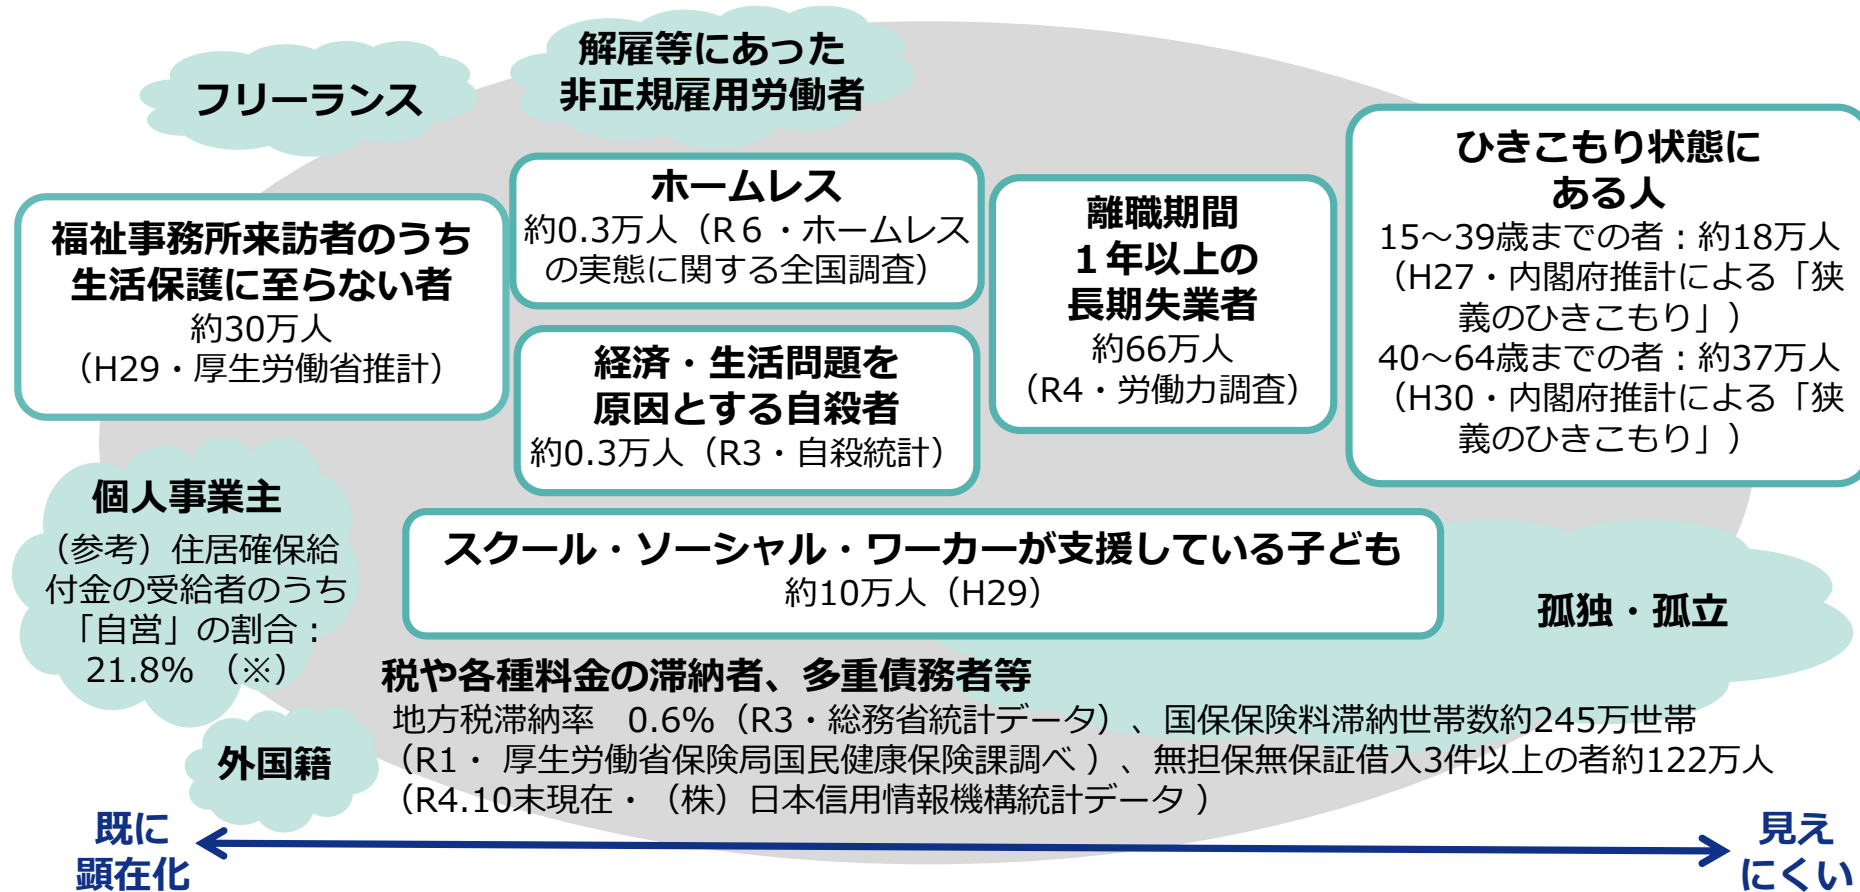 フリーランス
解雇等にあった
非正規雇用労働者
福祉事務所来訪者のうち
生活保護に至らない者
約30万人
（H29・厚生労働省推計）
ホームレス
約0.3万人（R６・ホームレス
の実態に関する全国調査）
経済・生活問題を
原因とする自殺者
約0.3万人（R3・自殺統計）
離職期間
１年以上の
長期失業者
約66万人
（R4・労働力調査）
ひきこもり状態に
ある人
15～39歳までの者：約18万人
（H27・内閣府推計による「狭
義のひきこもり」）
40～64歳までの者：約37万人
（H30・内閣府推計による「狭
義のひきこもり」）
個人事業主
（参考）住居確保給
付金の受給者のうち
「自営」の割合：
21.8% （※）
スクール・ソーシャル・ワーカーが支援している子ども
約10万人（H29）
孤独・孤立
税や各種料金の滞納者、多重債務者等
地方税滞納率　0.6%（R3・総務省統計データ）、国保保険料滞納世帯数約245万世帯
（R1・ 厚生労働省保険局国民健康保険課調べ ）、無担保無保証借入3件以上の者約122万人
（R4.10末現在・（株）日本信用情報機構統計データ ）
外国籍
既に
顕在化
見え
にくい